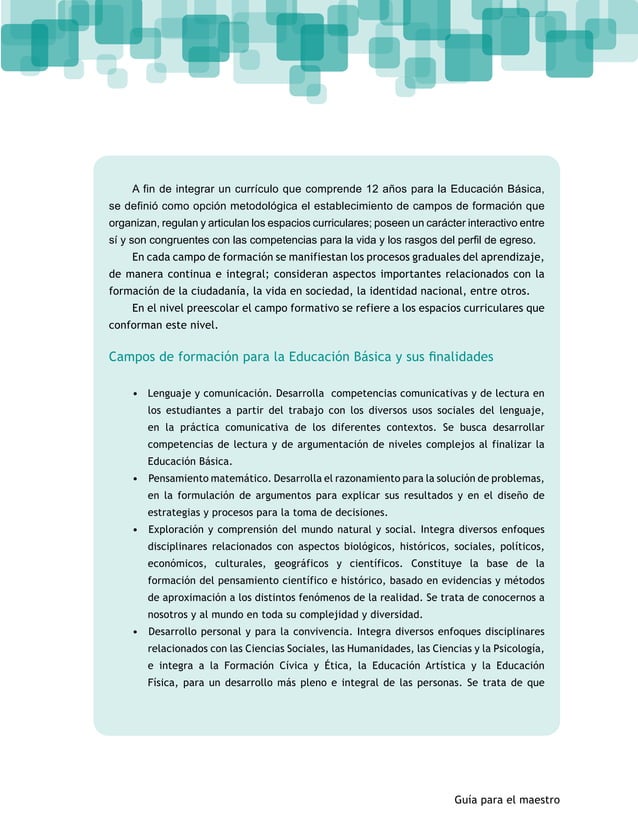 A fin de integrar un currículo que comprende 12 años para la Educación Básica,
se definió como opción metodológica el establecimiento de campos de formación que
organizan, regulan y articulan los espacios curriculares; poseen un carácter interactivo entre
sí y son congruentes con las competencias para la vida y los rasgos del perfil de egreso.
En cada campo de formación se manifiestan los procesos graduales del aprendizaje,
de manera continua e integral; consideran aspectos importantes relacionados con la
formación de la ciudadanía, la vida en sociedad, la identidad nacional, entre otros.
En el nivel preescolar el campo formativo se refiere a los espacios curriculares que
conforman este nivel.
Campos de formación para la Educación Básica y sus finalidades
• Lenguaje y comunicación. Desarrolla competencias comunicativas y de lectura en
los estudiantes a partir del trabajo con los diversos usos sociales del lenguaje,
en la práctica comunicativa de los diferentes contextos. Se busca desarrollar
competencias de lectura y de argumentación de niveles complejos al finalizar la
Educación Básica.
• Pensamiento matemático. Desarrolla el razonamiento para la solución de problemas,
en la formulación de argumentos para explicar sus resultados y en el diseño de
estrategias y procesos para la toma de decisiones.
• Exploración y comprensión del mundo natural y social. Integra diversos enfoques
disciplinares relacionados con aspectos biológicos, históricos, sociales, políticos,
económicos, culturales, geográficos y científicos. Constituye la base de la
formación del pensamiento científico e histórico, basado en evidencias y métodos
de aproximación a los distintos fenómenos de la realidad. Se trata de conocernos a
nosotros y al mundo en toda su complejidad y diversidad.
• Desarrollo personal y para la convivencia. Integra diversos enfoques disciplinares
relacionados con las Ciencias Sociales, las Humanidades, las Ciencias y la Psicología,
e integra a la Formación Cívica y Ética, la Educación Artística y la Educación
Física, para un desarrollo más pleno e integral de las personas. Se trata de que
Guía para el maestro